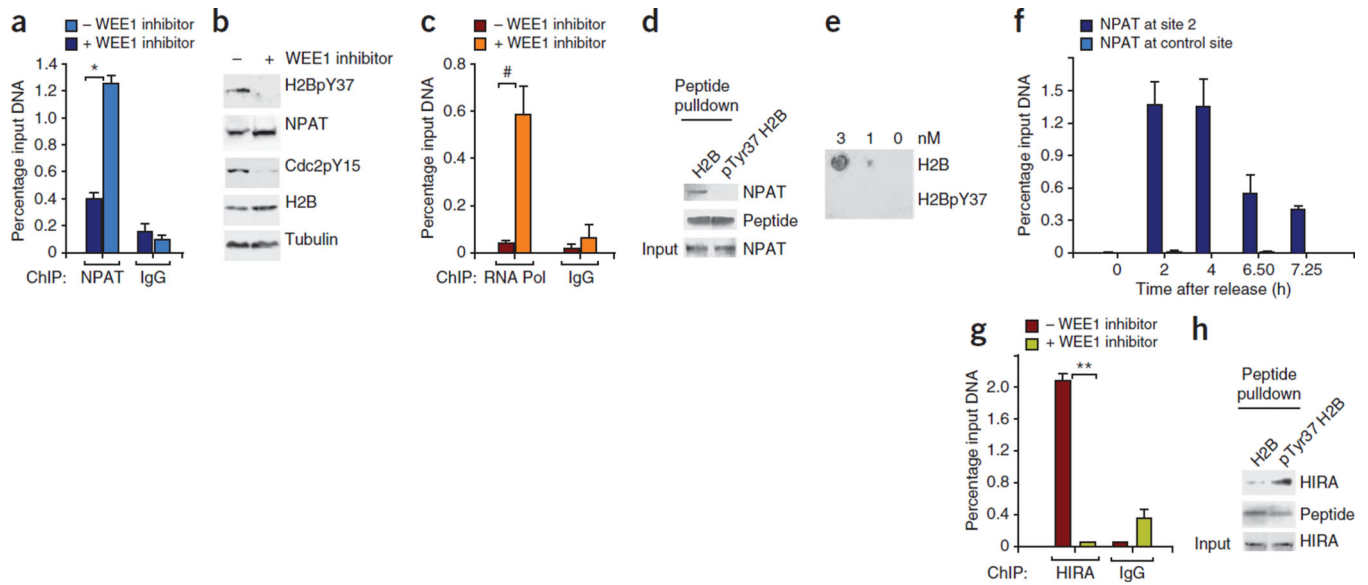 a
– WEE1 inhibitor
+ WEE1 inhibitor
Percentage input DNA
1.4
*
1.2
1.0
0.8
0.6
0.4
0.2
0
ChIP: NPAT IgG
b
– + WEE1 inhibitor
H2BpY37
NPAT
Cdc2pY15
H2B
Tubulin
c
– WEE1 inhibitor
+ WEE1 inhibitor
Percentage input DNA
0.8
#
0.6
0.4
0.2
0
ChIP: RNA Pol IgG
d
Peptide
pulldown
H2B
pTyr37 H2B
NPAT
Peptide
Input NPAT
e
3 1 0 nM
H2B
H2BpY37
f
NPAT at site 2
NPAT at control site
Percentage input DNA
1.5
1.2
0.9
0.6
1.3
0
0 2 4 6.50 7.25
Time after release (h)
g
– WEE1 inhibitor
+ WEE1 inhibitor
Percentage input DNA
**
2.0
1.6
1.2
2.8
0.4
0
ChIP: HIRA IgG
h
Peptide
pulldown
H2B
pTyr37 H2B
HIRA
Peptide
Input HIRA